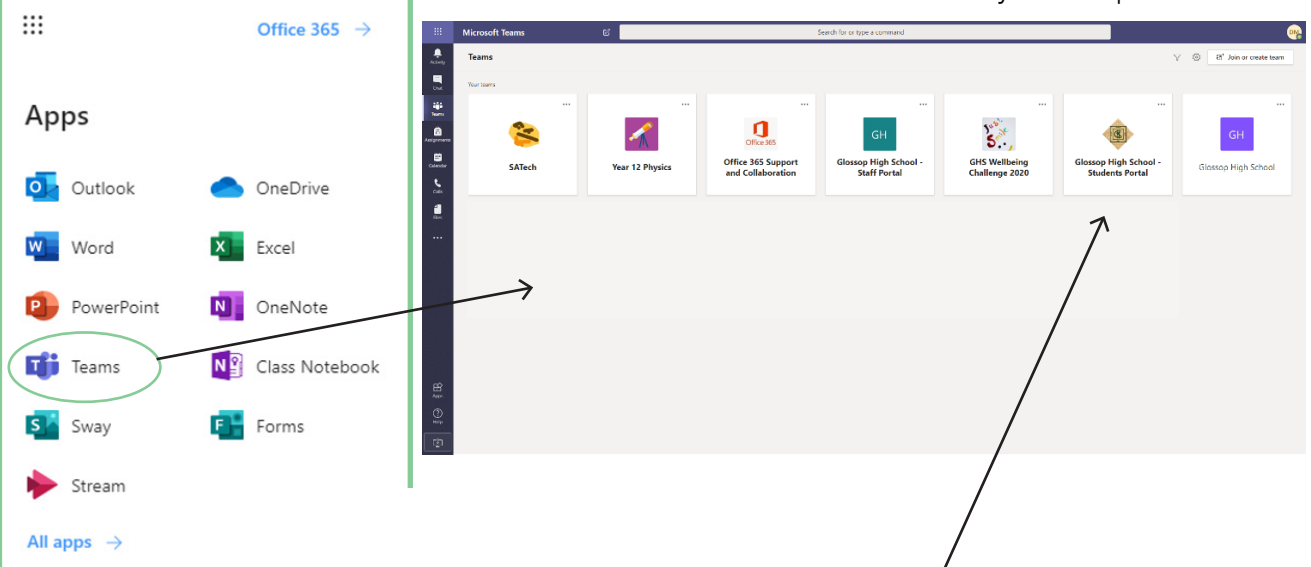 Office 365 →
Apps
Outlook
OneDrive
Word
Excel
PowerPoint
OneNote
Teams
Class Notebook
Sway
Forms
Stream
All apps →
Microsoft Teams
Search for or type a command
DM
Activity
Chat
Teams
Assignments
Calendar
Calls
Files
Apps
Help
Teams
Join or create team
Your teams
SATech
Year 12 Physics
Office 365
Office 365 Support
and Collaboration
GH
Glossop High School -
Staff Portal
GHS Wellbeing
Challenge 2020
Glossop High School -
Students Portal
GH
Glossop High School